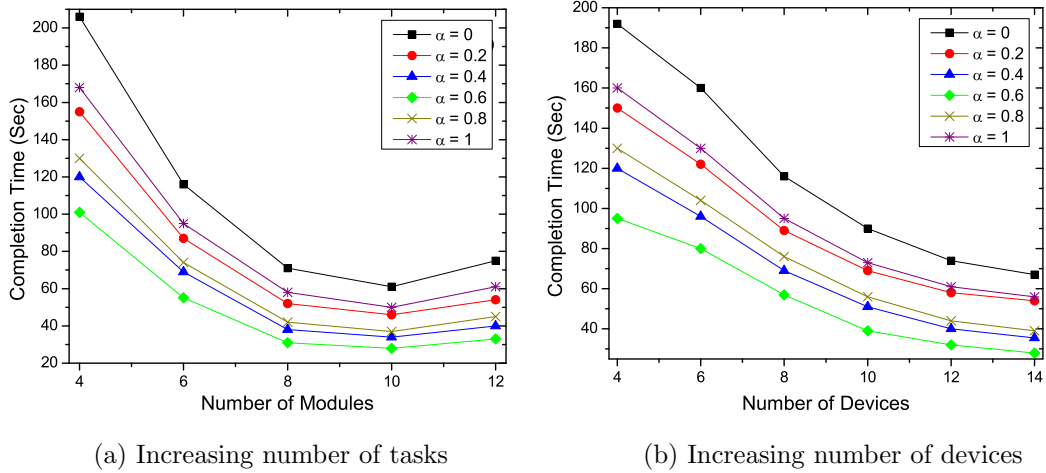 200
180
160
140
120
100
80
60
40
20
Completion Time (Sec)
4
6
8
10
12
Number of Modules
α = 0
α = 0.2
α = 0.4
α = 0.6
α = 0.8
α = 1
(a) Increasing number of tasks
200
180
160
140
120
100
80
60
40
Completion Time (Sec)
4
6
8
10
12
14
Number of Devices
α = 0
α = 0.2
α = 0.4
α = 0.6
α = 0.8
α = 1
(b) Increasing number of devices